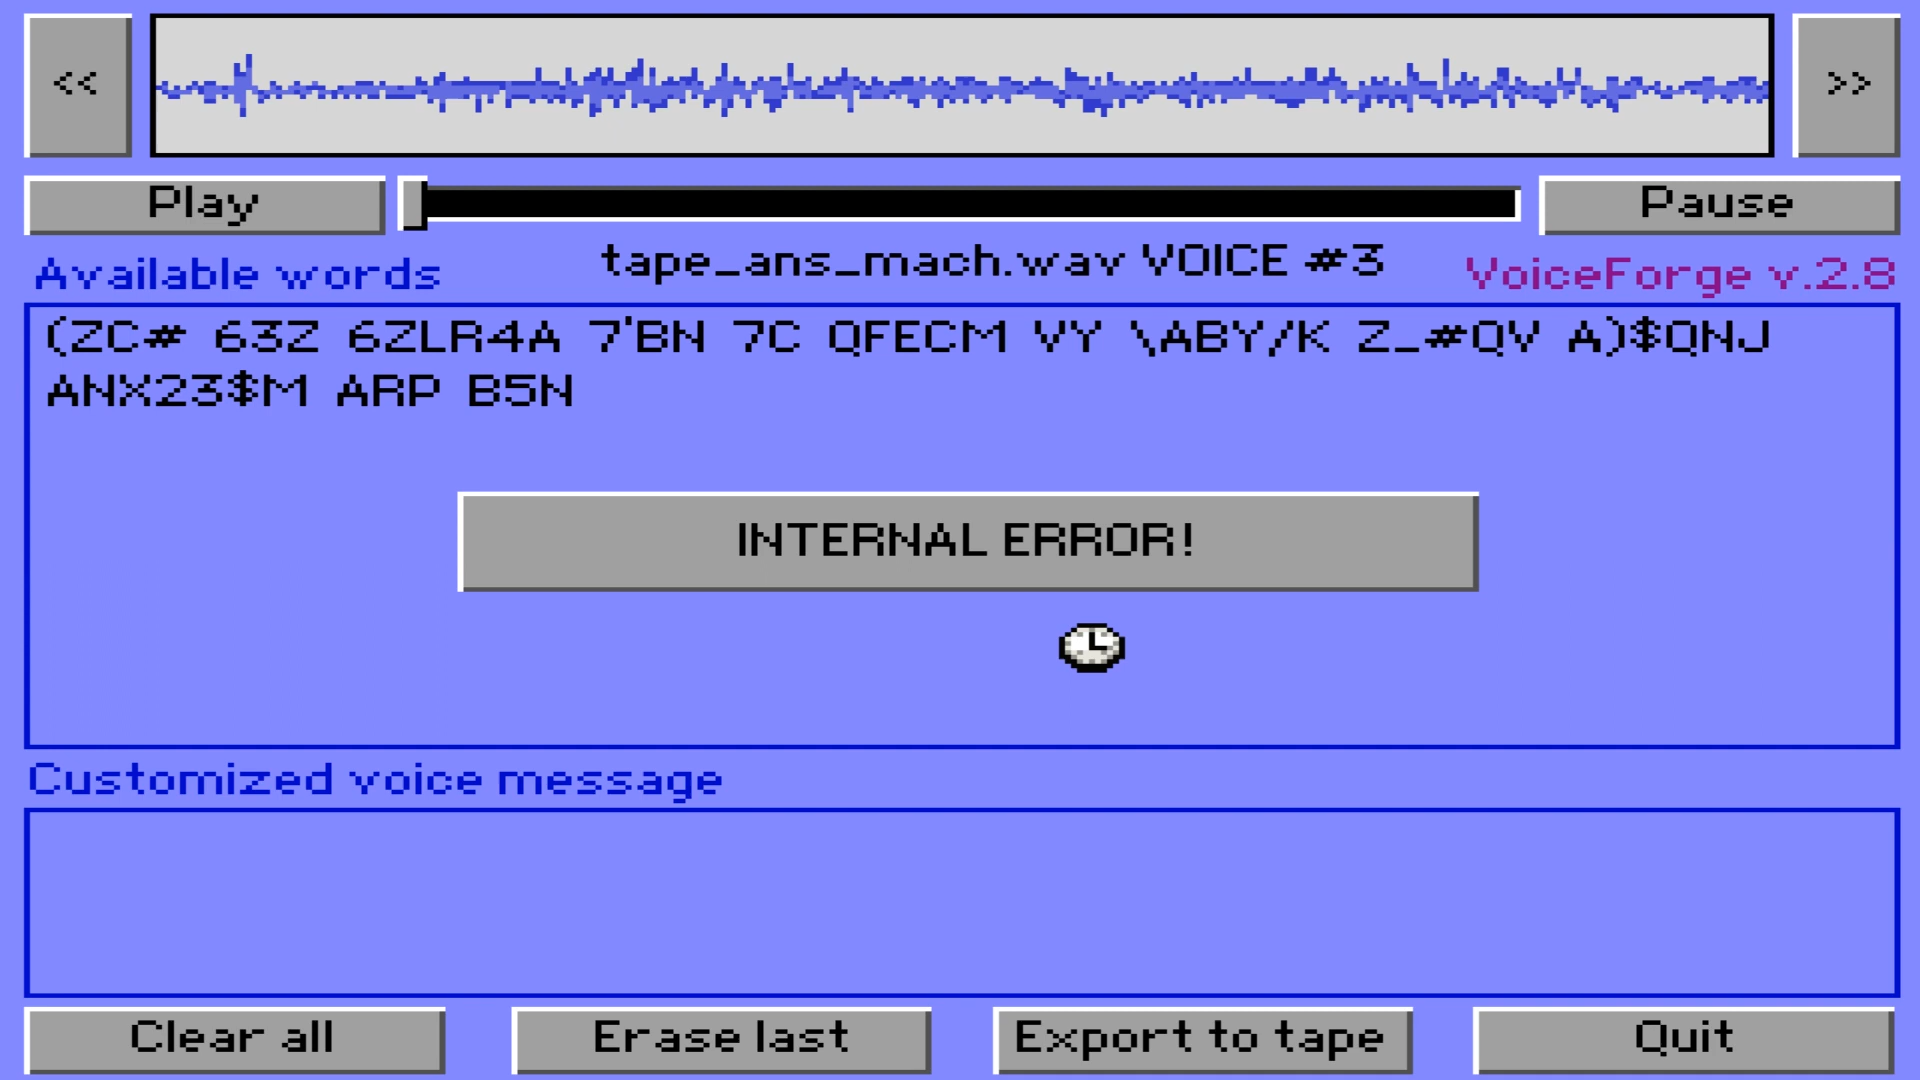 << >>
Play Pause
tape_ans_mach.wav VOICE #3
Available words VoiceForge v.2.8
(ZC# 63Z 6ZLR4A 7'BN 7C QFECM VY \ABY/K Z_#QV A)$QNJ
ANX23$M ARP B5N
INTERNAL ERROR!
Customized voice message
Clear all Erase last Export to tape Quit